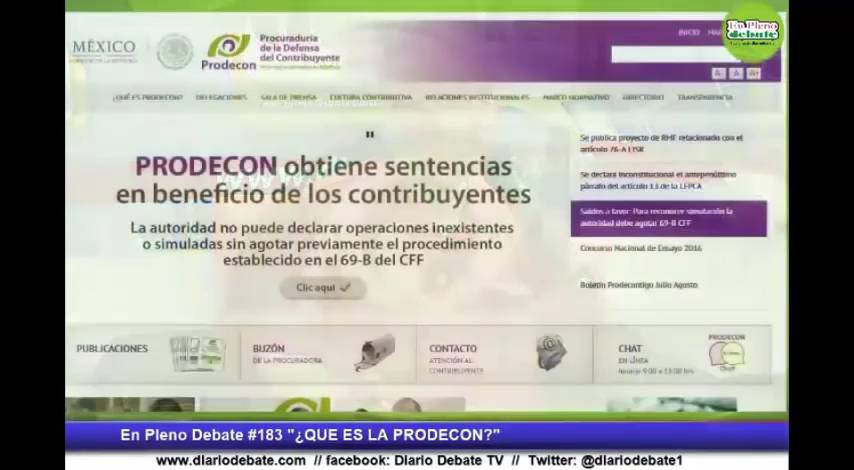 En Pleno
debate
MÉXICO
Prodecon
Procuraduría
de la Defensa
del Contribuyente
INICIO
A- A A+
¿QUÉ ES PRODECON? DELEGACIONES SALA DE PRENSA CULTURA CONTRIBUTIVA RELACIONES INSTITUCIONALES MARCO NORMATIVO DIRECTORIO TRANSPARENCIA
"
PRODECON obtiene sentencias
en beneficio de los contribuyentes
La autoridad no puede declarar operaciones inexistentes
o simuladas sin agotar previamente el procedimiento
establecido en el 69-B del CFF
Clic aquí
Se publica proyecto de RMF relacionado con el
artículo 76-A LISR
Se declara inconstitucional el antepenúltimo
párrafo del artículo 13 de la LFPCA
Saldos a favor: Para reconocer simulación la
autoridad debe agotar 69-B CFF
Concurso Nacional de Ensayo 2016
Boletín Prodecontigo Julio Agosto
PUBLICACIONES
BUZÓN
DE LA PROCURADORA
CONTACTO
ATENCIÓN AL
CONTRIBUYENTE
CHAT
EN LÍNEA
PRODECON
Chat
En Pleno Debate #183 "¿QUE ES LA PRODECON?"
www.diariodebate.com // facebook: Diario Debate TV // Twitter: @diariodebate1